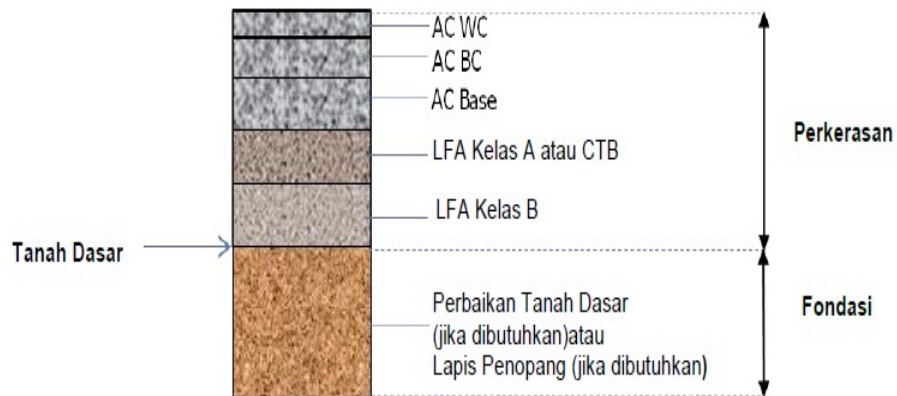 AC WC
AC BC
AC Base
LFA Kelas A atau CTB
LFA Kelas B
Perkerasan
Tanah Dasar
Perbaikan Tanah Dasar
(jika dibutuhkan)atau
Lapis Penopang (jika dibutuhkan)
Fondasi